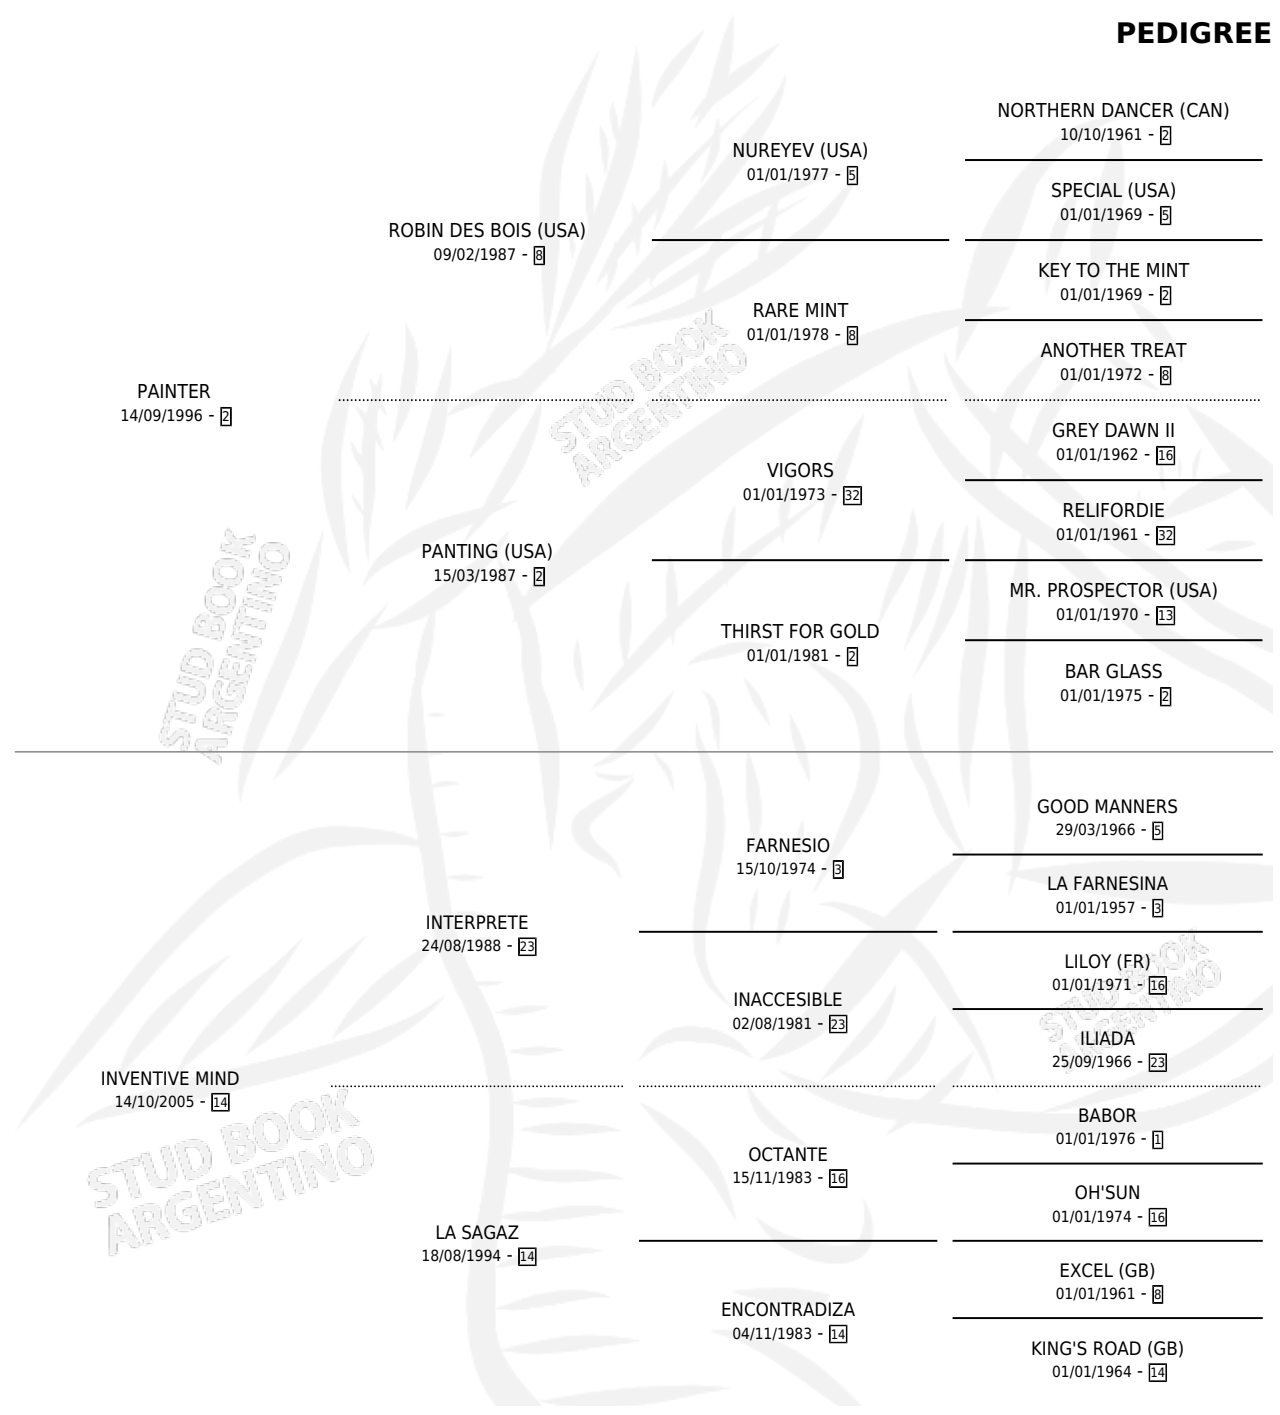 PEDIGREE
NORTHERN DANCER (CAN)
10/10/1961 - 2
NUREYEV (USA)
01/01/1977 - 5
SPECIAL (USA)
01/01/1969 - 5
ROBIN DES BOIS (USA)
09/02/1987 - 8
KEY TO THE MINT
01/01/1969 - 2
RARE MINT
01/01/1978 - 8
ANOTHER TREAT
01/01/1972 - 8
PAINTER
14/09/1996 - 2
STUD BOOK
ARGENTINO
GREY DAWN II
01/01/1962 - 16
VIGORS
01/01/1973 - 32
RELIFORDIE
01/01/1961 - 32
PANTING (USA)
15/03/1987 - 2
MR. PROSPECTOR (USA)
01/01/1970 - 13
THIRST FOR GOLD
01/01/1981 - 2
BAR GLASS
01/01/1975 - 2
STUD BOOK
ARGENTINO
GOOD MANNERS
29/03/1966 - 5
FARNESIO
15/10/1974 - 3
LA FARNESINA
01/01/1957 - 3
INTERPRETE
24/08/1988 - 23
LILOY (FR)
01/01/1971 - 16
INACCESIBLE
02/08/1981 - 23
STUD BOOK
ARGENTINO
ILIADA
25/09/1966 - 23
INVENTIVE MIND
14/10/2005 - 14
BABOR
01/01/1976 - 1
OCTANTE
15/11/1983 - 16
STUD BOOK
ARGENTINO
OH'SUN
01/01/1974 - 16
LA SAGAZ
18/08/1994 - 14
EXCEL (GB)
01/01/1961 - 8
ENCONTRADIZA
04/11/1983 - 14
KING'S ROAD (GB)
01/01/1964 - 14